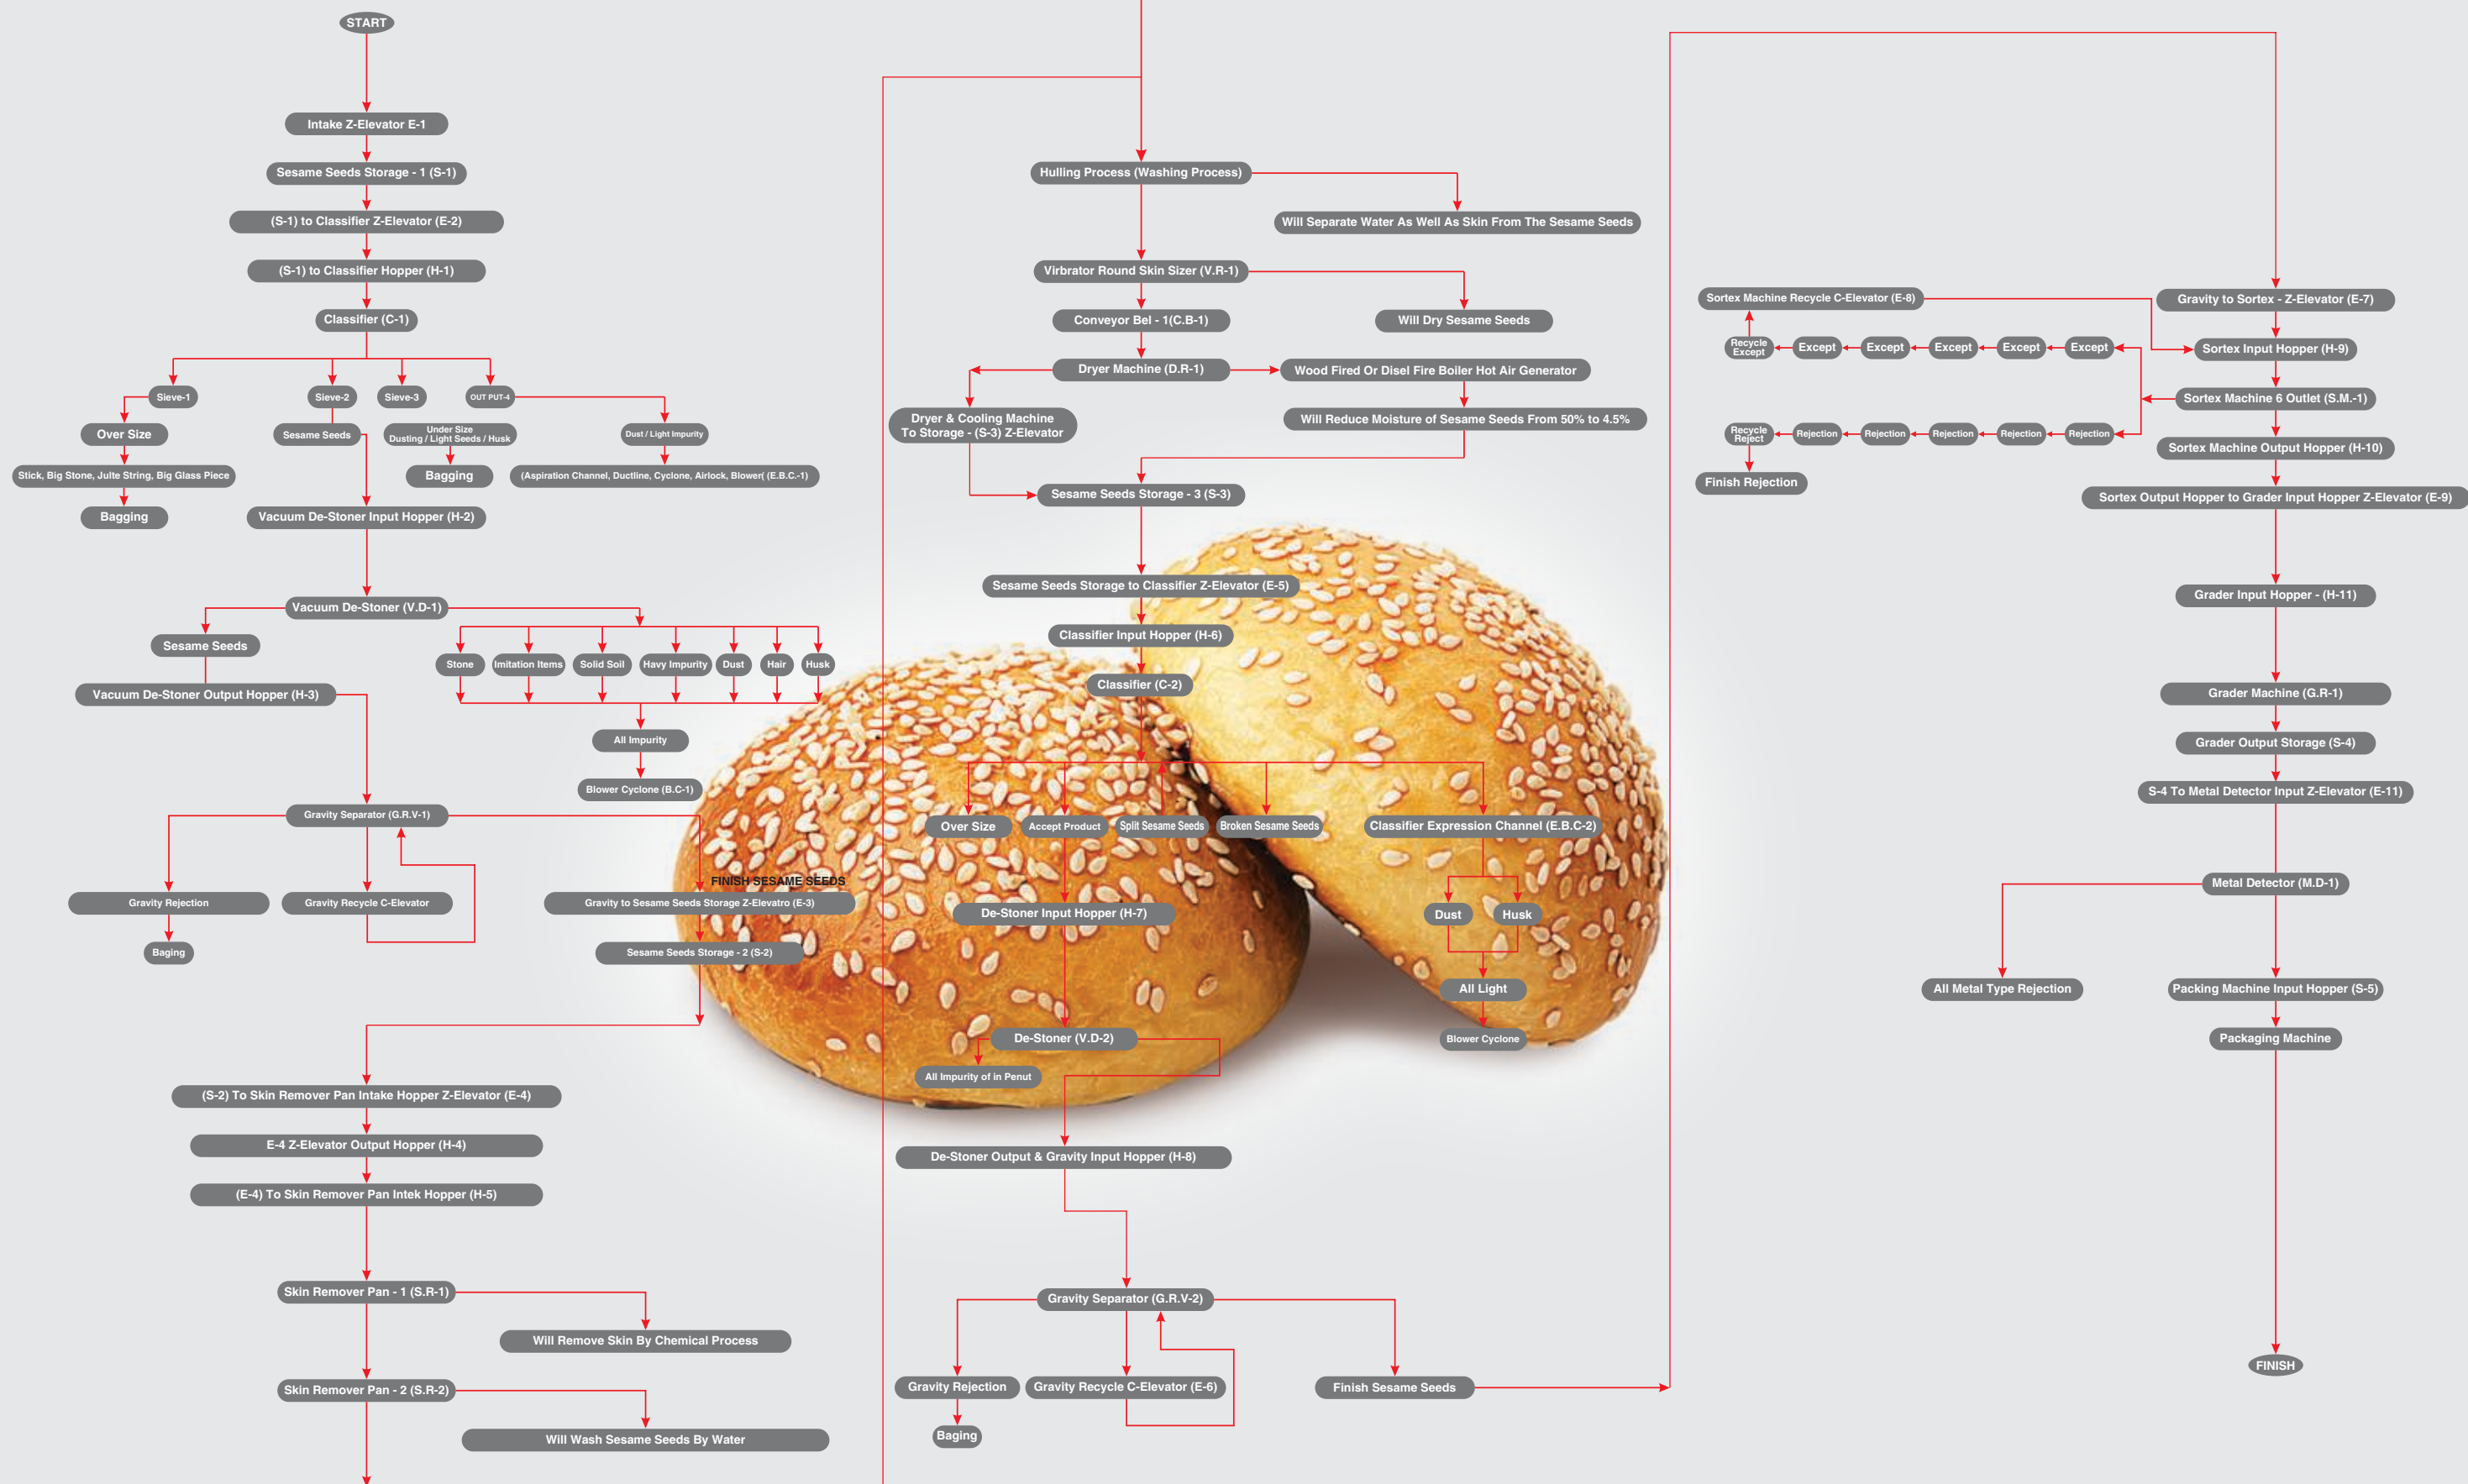 START
Intake Z-Elevator E-1
Sesame Seeds Storage - 1 (S-1)
(S-1) to Classifier Z-Elevator (E-2)
(S-1) to Classifier Hopper (H-1)
Classifier (C-1)
Sieve-1
Sieve-2
Sieve-3
OUT PUT-4
Over Size
Sesame Seeds
Under Size
Dusting / Light Seeds / Husk
Dust / Light Impurity
Stick, Big Stone, Julte String, Big Glass Piece
Bagging
(Aspiration Channel, Ductline, Cyclone, Airlock, Blower( (E.B.C.-1)
Bagging
Vacuum De-Stoner Input Hopper (H-2)
Vacuum De-Stoner (V.D-1)
Sesame Seeds
Stone
Imitation Items
Solid Soil
Havy Impurity
Dust
Hair
Husk
Vacuum De-Stoner Output Hopper (H-3)
All Impurity
Blower Cyclone (B.C-1)
Gravity Separator (G.R.V-1)
FINISH SESAME SEEDS
Gravity Rejection
Gravity Recycle C-Elevator
Gravity to Sesame Seeds Storage Z-Elevatro (E-3)
Baging
Sesame Seeds Storage - 2 (S-2)
(S-2) To Skin Remover Pan Intake Hopper Z-Elevator (E-4)
E-4 Z-Elevator Output Hopper (H-4)
(E-4) To Skin Remover Pan Intek Hopper (H-5)
Skin Remover Pan - 1 (S.R-1)
Will Remove Skin By Chemical Process
Skin Remover Pan - 2 (S.R-2)
Will Wash Sesame Seeds By Water
Hulling Process (Washing Process)
Will Separate Water As Well As Skin From The Sesame Seeds
Virbrator Round Skin Sizer (V.R-1)
Conveyor Bel - 1(C.B-1)
Will Dry Sesame Seeds
Dryer Machine (D.R-1)
Wood Fired Or Disel Fire Boiler Hot Air Generator
Dryer & Cooling Machine
To Storage - (S-3) Z-Elevator
Will Reduce Moisture of Sesame Seeds From 50% to 4.5%
Sesame Seeds Storage - 3 (S-3)
Sesame Seeds Storage to Classifier Z-Elevator (E-5)
Classifier Input Hopper (H-6)
Classifier (C-2)
Over Size
Accept Product
Split Sesame Seeds
Broken Sesame Seeds
Classifier Expression Channel (E.B.C-2)
De-Stoner Input Hopper (H-7)
Dust
Husk
All Light
De-Stoner (V.D-2)
Blower Cyclone
All Impurity of in Penut
De-Stoner Output & Gravity Input Hopper (H-8)
Gravity Separator (G.R.V-2)
Gravity Rejection
Gravity Recycle C-Elevator (E-6)
Finish Sesame Seeds
Baging
Sortex Machine Recycle C-Elevator (E-8)
Gravity to Sortex - Z-Elevator (E-7)
Recycle
Except
Except
Except
Except
Except
Except
Sortex Input Hopper (H-9)
Sortex Machine 6 Outlet (S.M.-1)
Recycle
Reject
Rejection
Rejection
Rejection
Rejection
Rejection
Sortex Machine Output Hopper (H-10)
Finish Rejection
Sortex Output Hopper to Grader Input Hopper Z-Elevator (E-9)
Grader Input Hopper - (H-11)
Grader Machine (G.R-1)
Grader Output Storage (S-4)
S-4 To Metal Detector Input Z-Elevator (E-11)
Metal Detector (M.D-1)
All Metal Type Rejection
Packing Machine Input Hopper (S-5)
Packaging Machine
FINISH